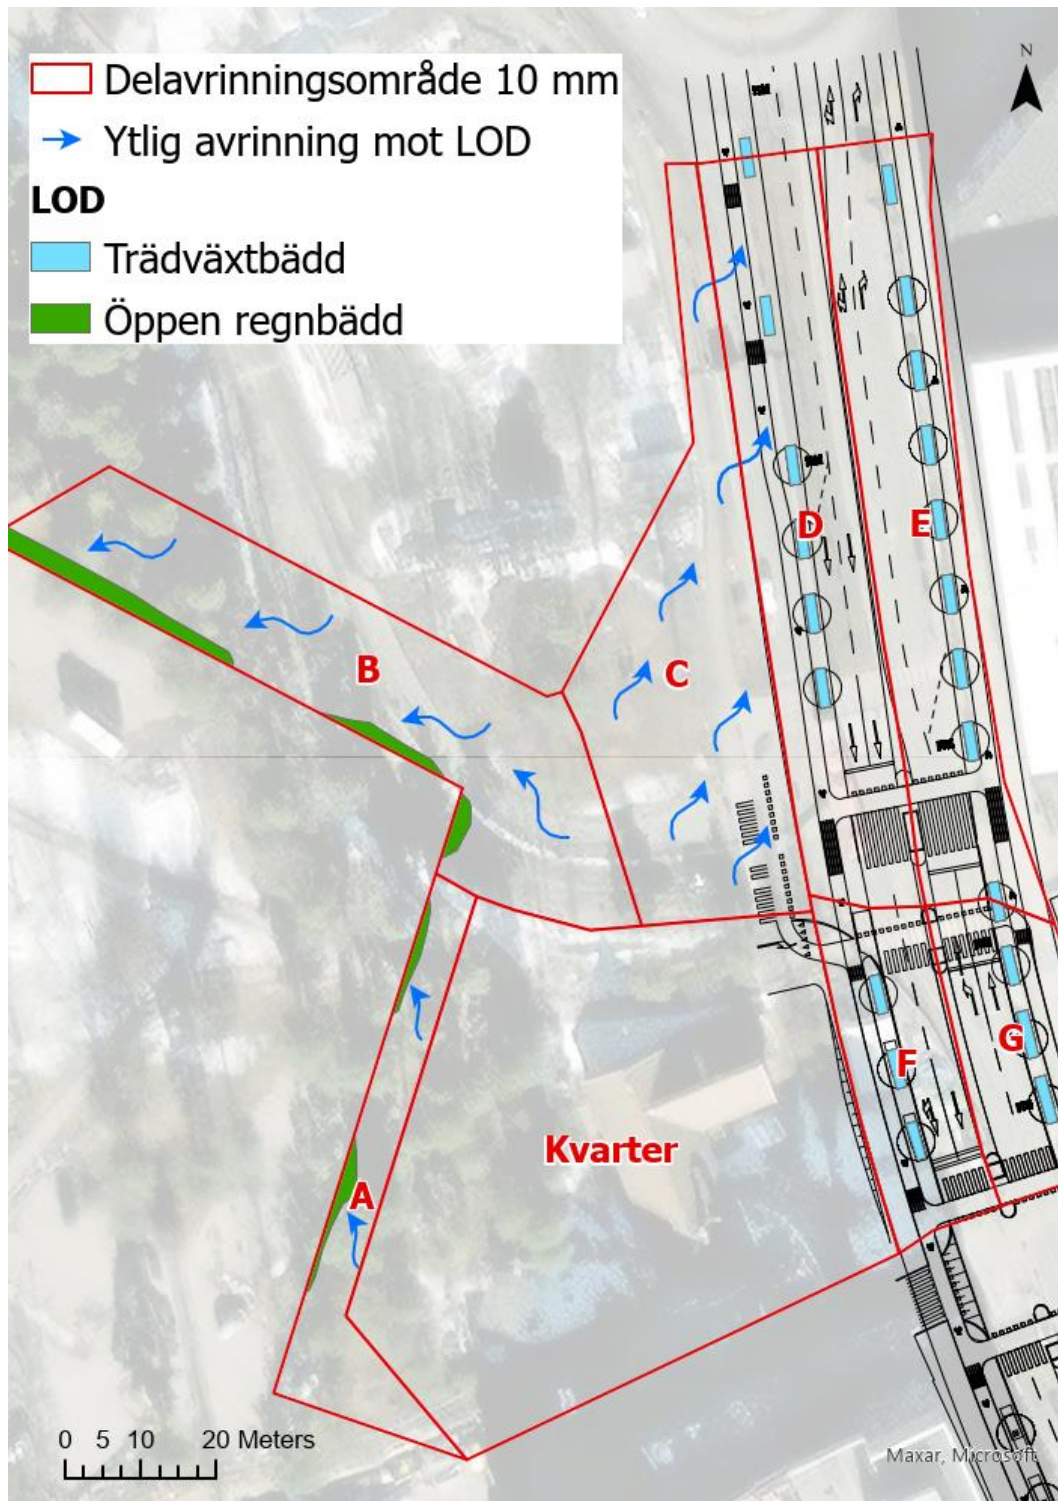 Delavrinningsområde 10 mm
Ytlig avrinning mot LOD
LOD
Trädväxtbädd
Öppen regnbädd
N
D
E
B
C
G
F
Kvarter
A
0 5 10 20 Meters
Maxar, Microsoft